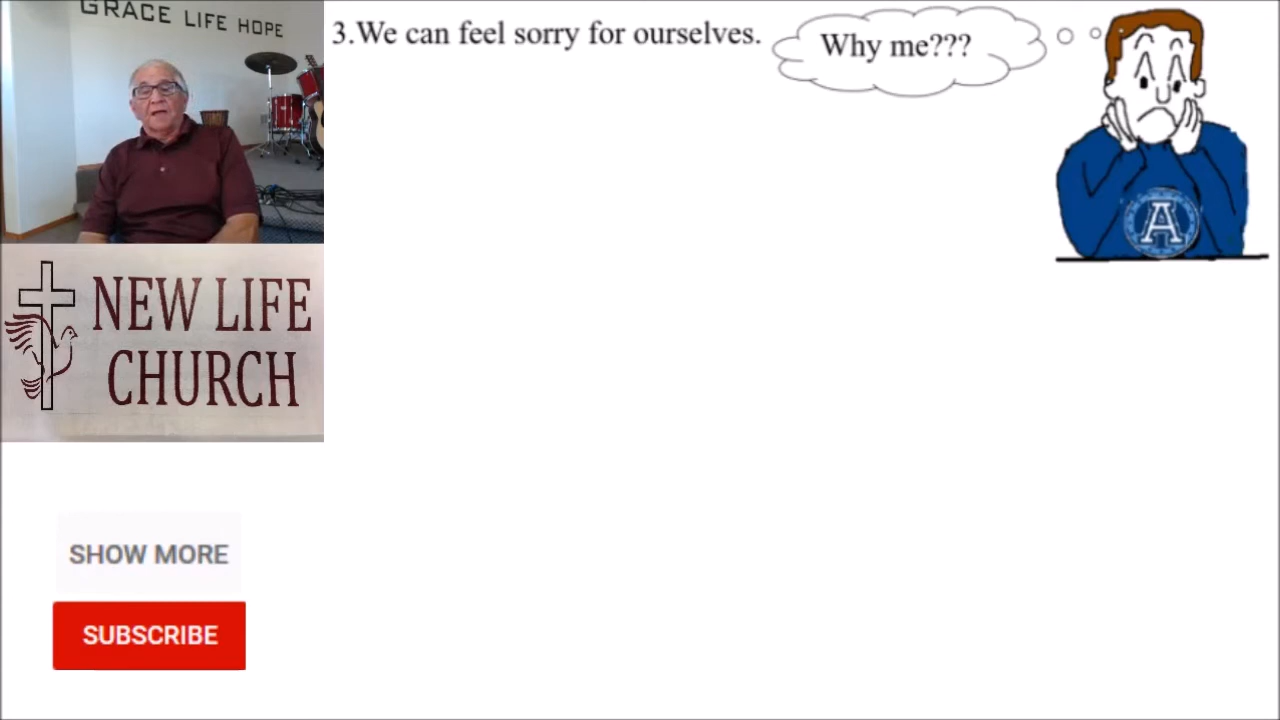 GRACE LIFE HOPE
3.We can feel sorry for ourselves.
Why me???
A
NEW LIFE
CHURCH
SHOW MORE
SUBSCRIBE